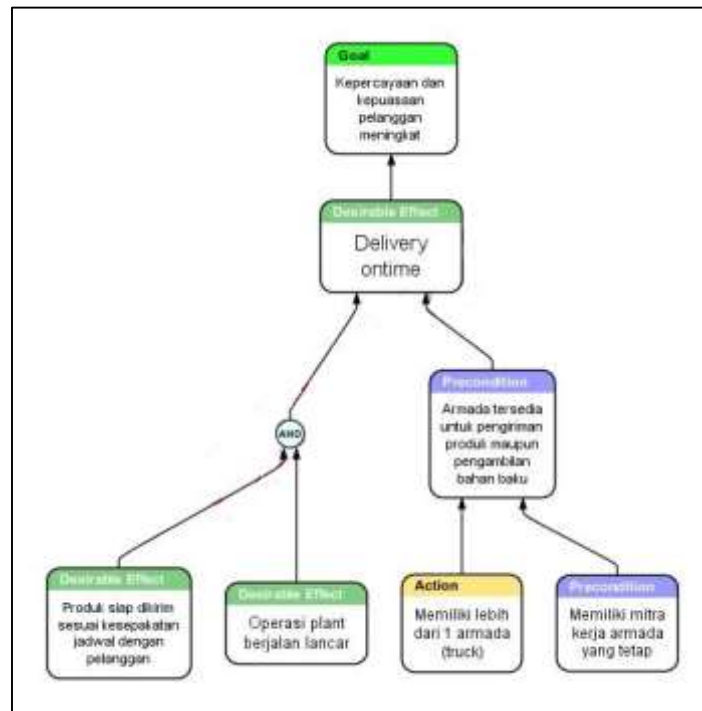 Goal
Kepercayaan dan
kepuasaan
pelanggan
meningkat
Desirable Effect
Delivery
ontime
Precondition
Armada tersedia
untuk pengiriman
produk maupun
pengambilan
bahan baku
AND
Desirable Effect
Produk siap dikirim
sesuai kesepakatan
jadwal dengan
pelanggan
Desirable Effect
Operasi plant
berjalan lancar
Action
Memiliki lebih
dari 1 armada
(truck)
Precondition
Memiliki mitra
kerja armada
yang tetap